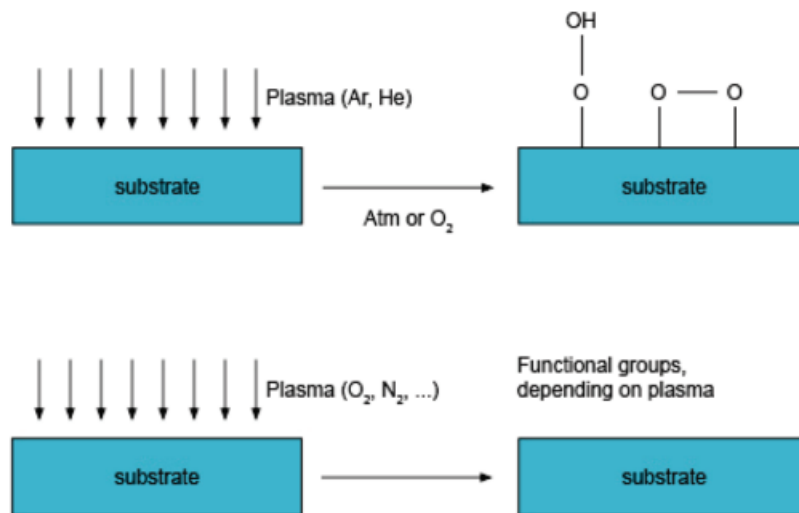 OH
Plasma (Ar, He)
O
O
O
substrate
substrate
Atm or O₂
Plasma (O₂, N₂, ...)
Functional groups,
depending on plasma
substrate
substrate